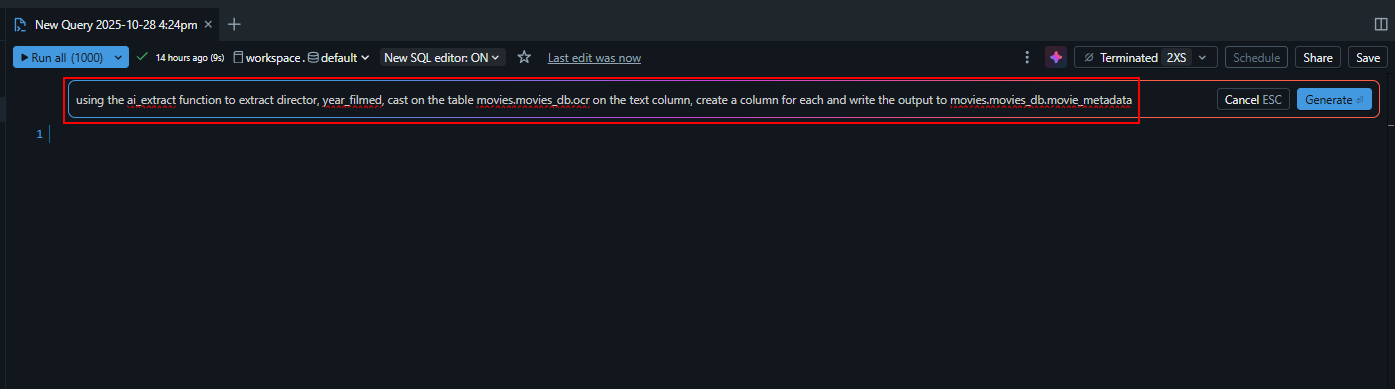 New Query 2025-10-28 4:24pm × +
Run all (1000) 14 hours ago (9s) workspace . default New SQL editor: ON Last edit was now Terminated 2XS Schedule Share Save
using the ai_extract function to extract director, year_filmed, cast on the table movies.movies_db.ocr on the text column, create a column for each and write the output to movies.movies_db.movie_metadata Cancel ESC Generate
1